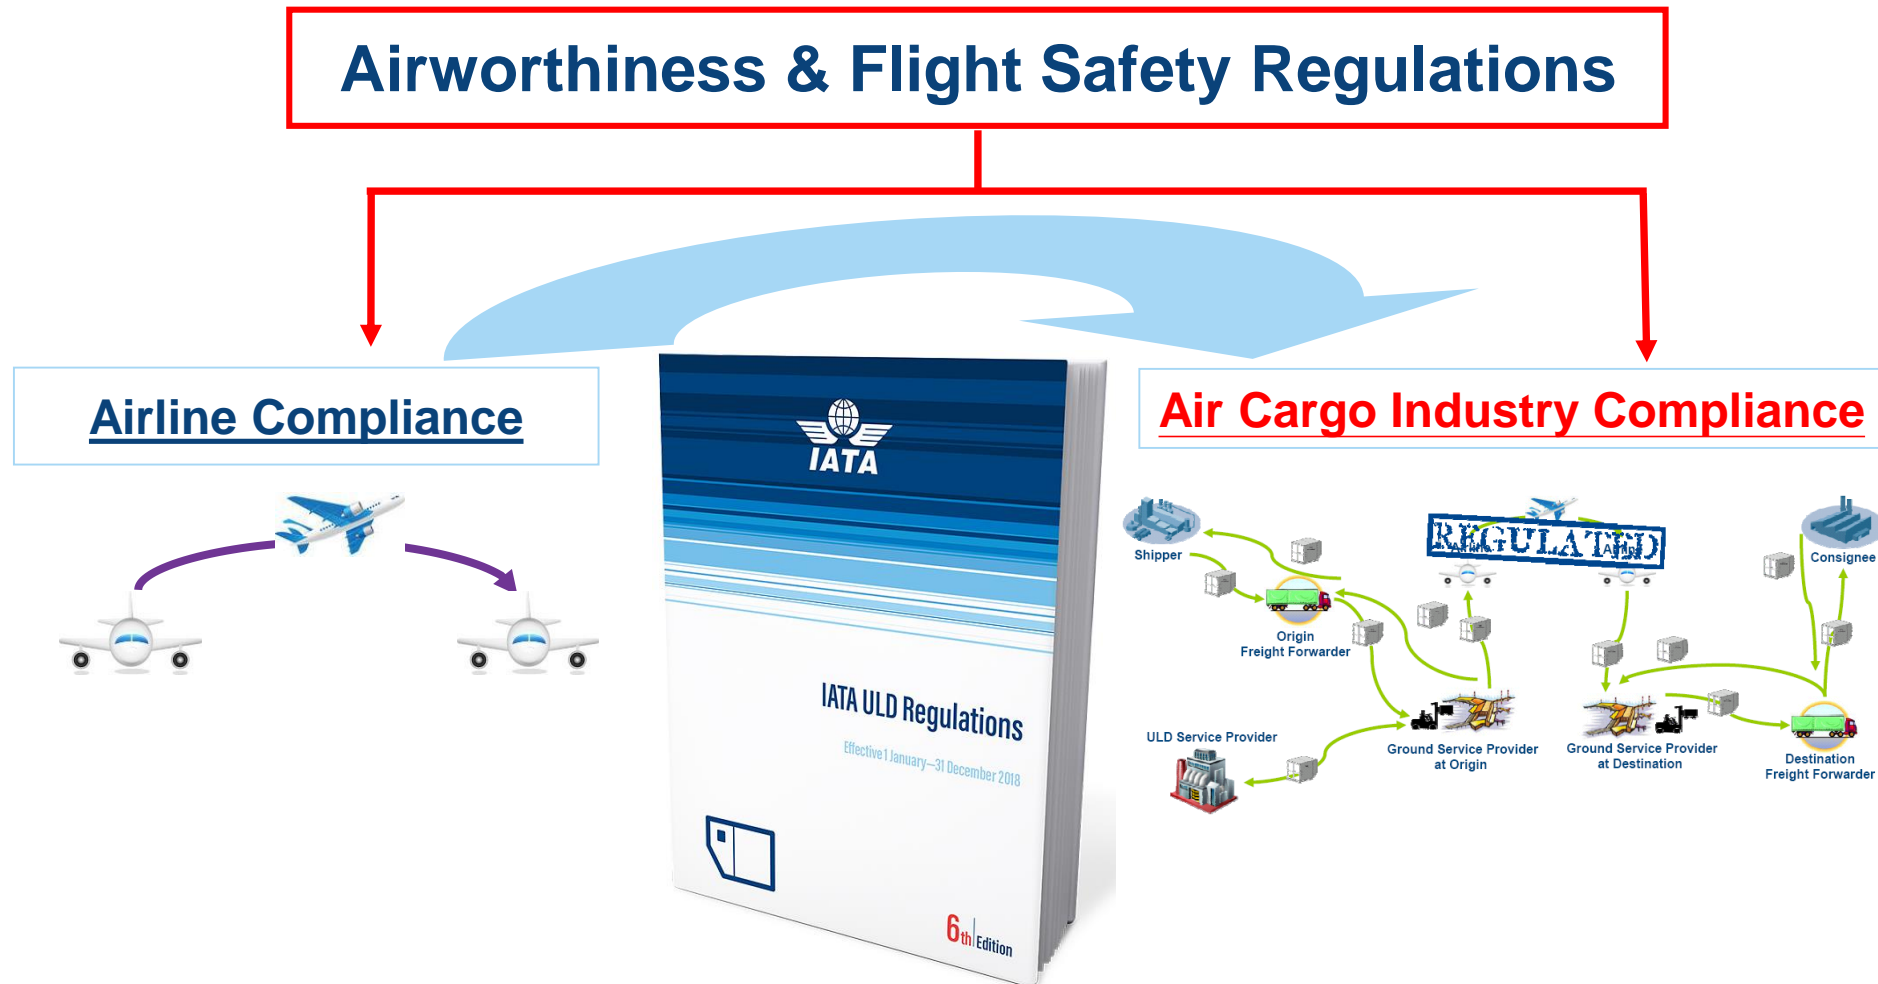 Airworthiness & Flight Safety Regulations
Airline Compliance
Air Cargo Industry Compliance
IATA
IATA ULD Regulations
Effective 1 January–31 December 2018
6th Edition
REGULATED
Shipper
Consignee
Origin
Freight Forwarder
ULD Service Provider
Ground Service Provider
at Origin
Ground Service Provider
at Destination
Destination
Freight Forwarder